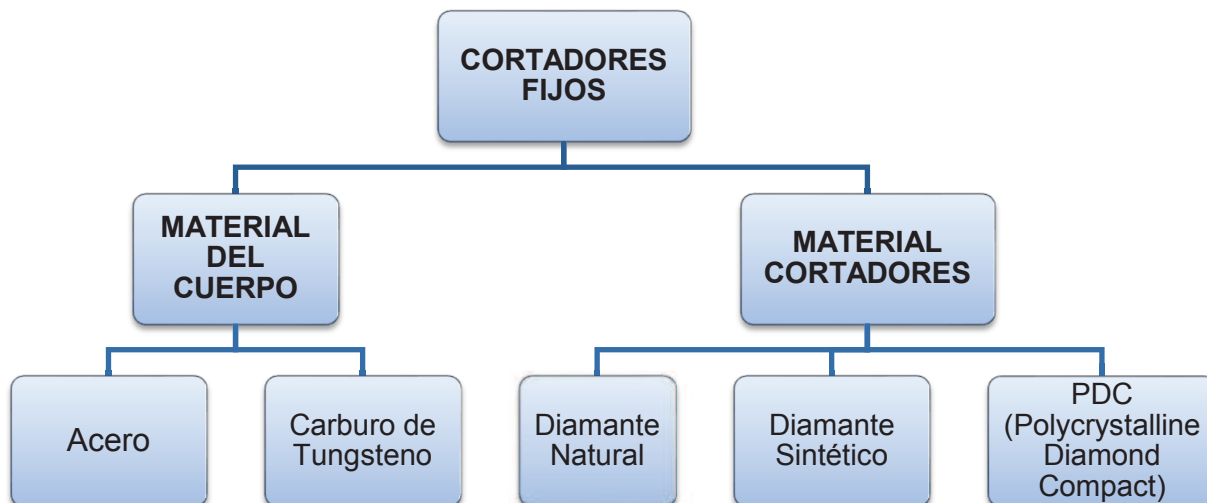 CORTADORES
FIJOS
MATERIAL
DEL
CUERPO
MATERIAL
CORTADORES
Acero
Carburo de
Tungsteno
Diamante
Natural
Diamante
Sintético
PDC
(Polycrystalline
Diamond
Compact)